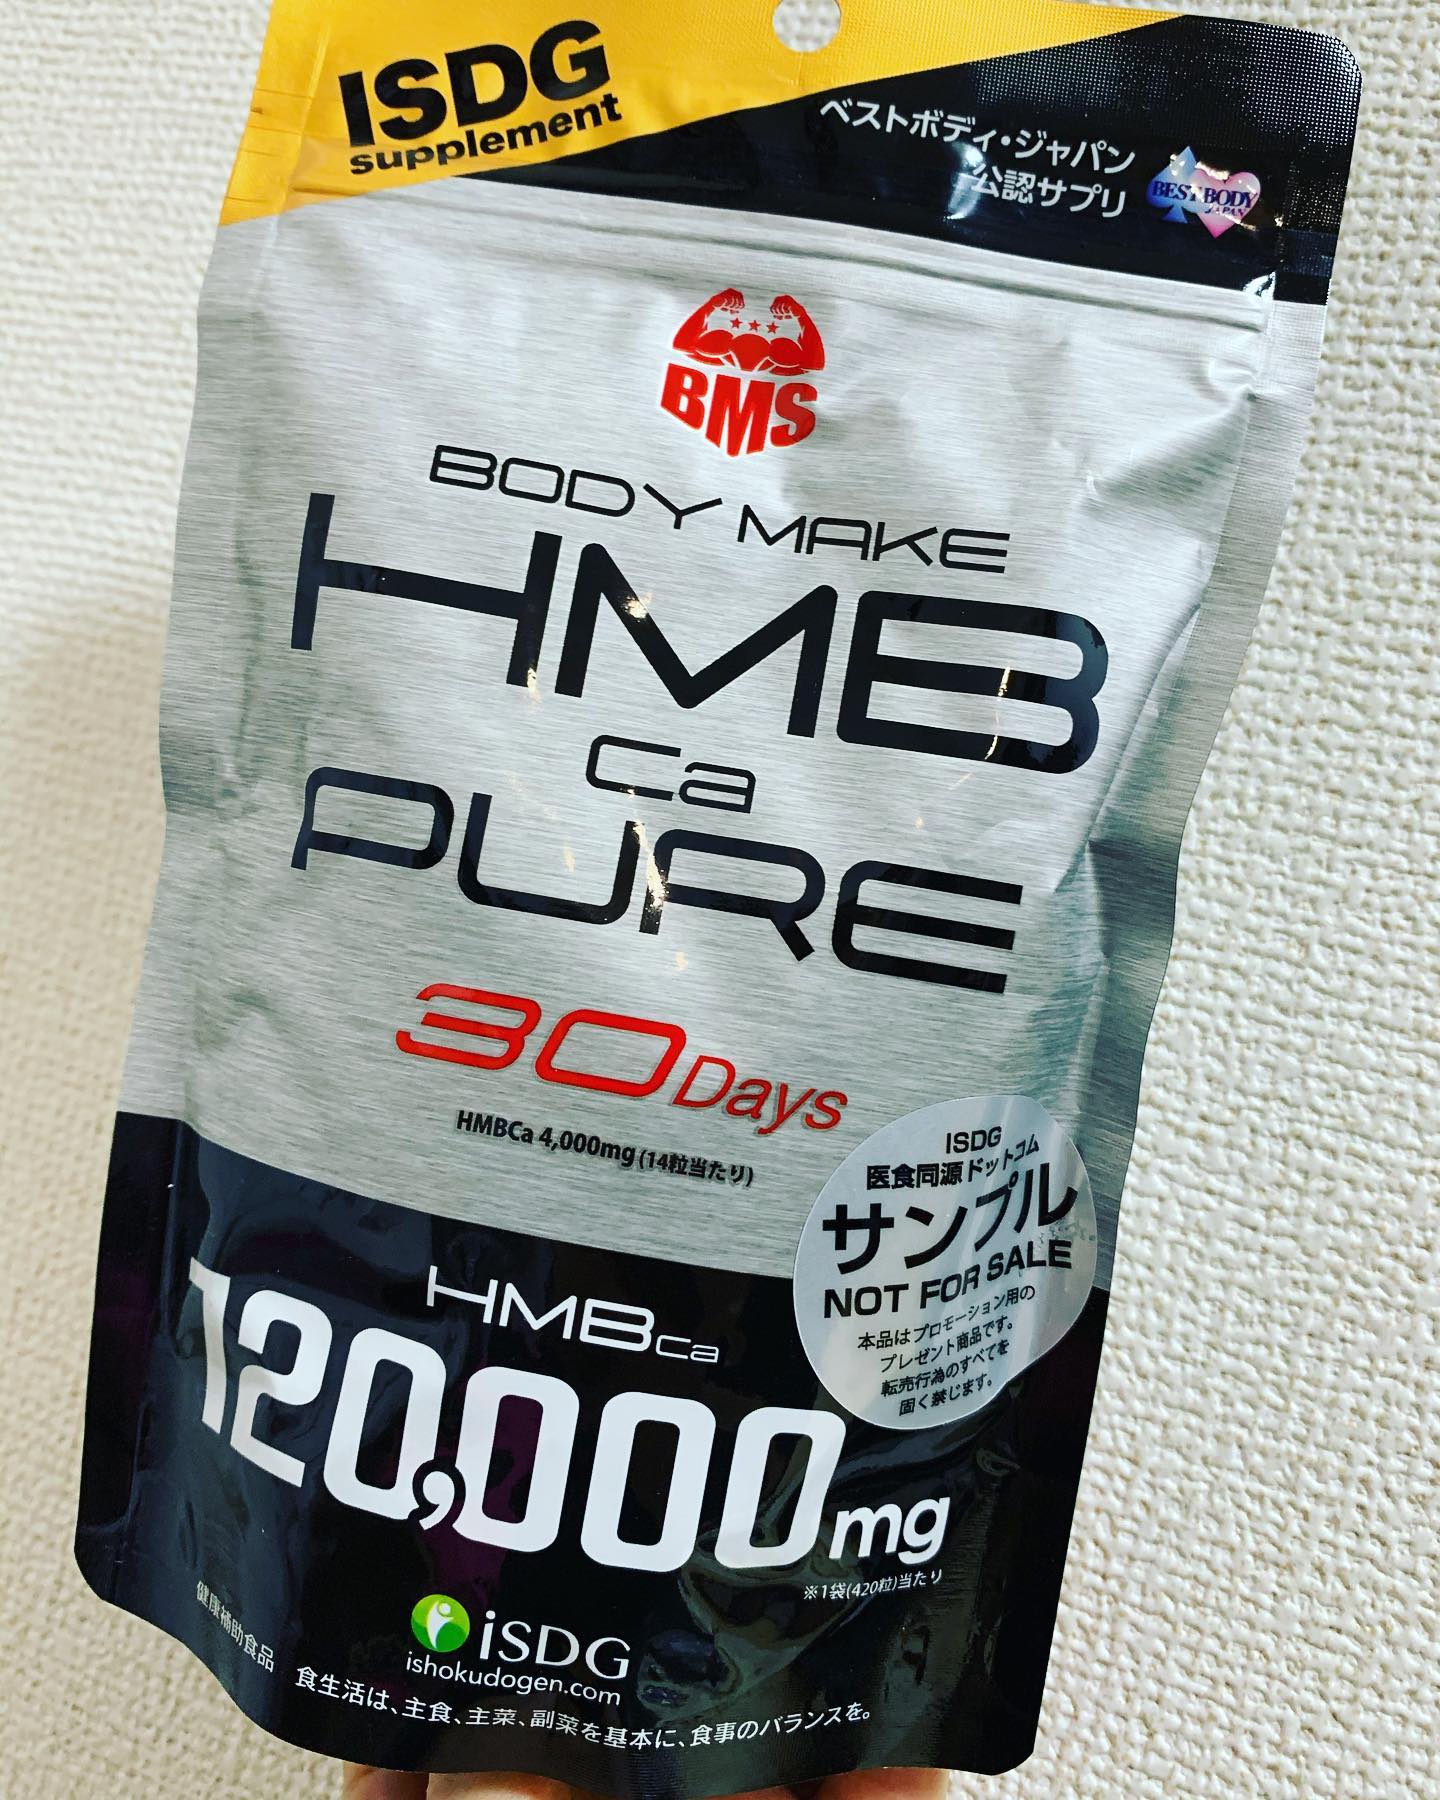 ISDG
supplement
ベストボディ・ジャパン
公認サプリ
BEST BODY
JAPAN
BMS
BODY MAKE
HMB
Ca
PURE
30Days
HMBCa 4,000mg (14粒当たり)
ISDG
医食同源ドットコム
サンプル
NOT FOR SALE
本品はプロモーション用の
プレゼント商品です。
転売行為のすべてを
固く禁じます。
HMBCa
120,000mg
※1袋(420粒)当たり
健康補助食品
iSDG
ishokudogen.com
食生活は、主食、主菜、副菜を基本に、食事のバランスを。